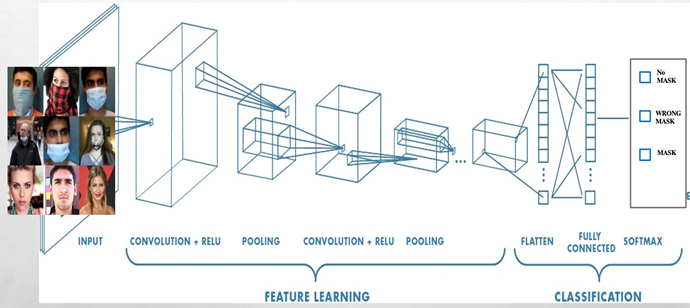 No
MASK
WRONG
MASK
MASK
INPUT
CONVOLUTION + RELU
POOLING
CONVOLUTION + RELU
POOLING
FLATTEN
FULLY
CONNECTED
SOFTMAX
FEATURE LEARNING
CLASSIFICATION